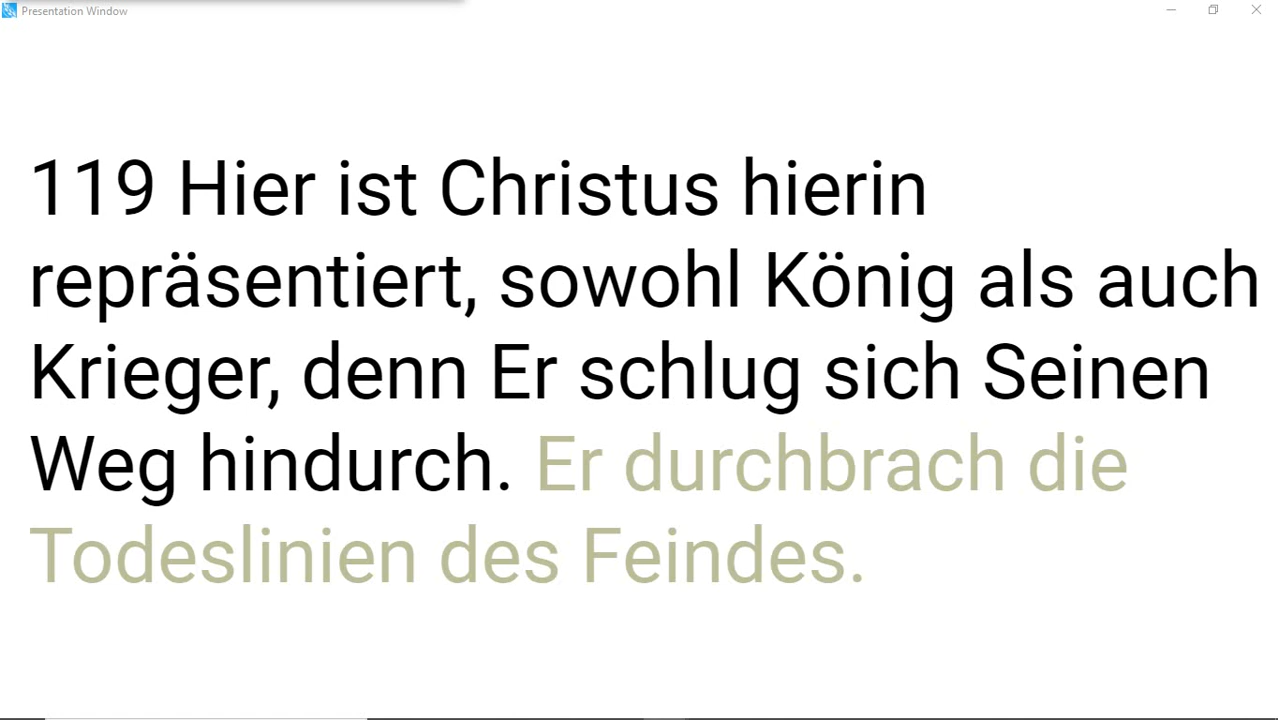 Presentation Window
119 Hier ist Christus hierin
repräsentiert, sowohl König als auch
Krieger, denn Er schlug sich Seinen
Weg hindurch. Er durchbrach die
Todeslinien des Feindes.